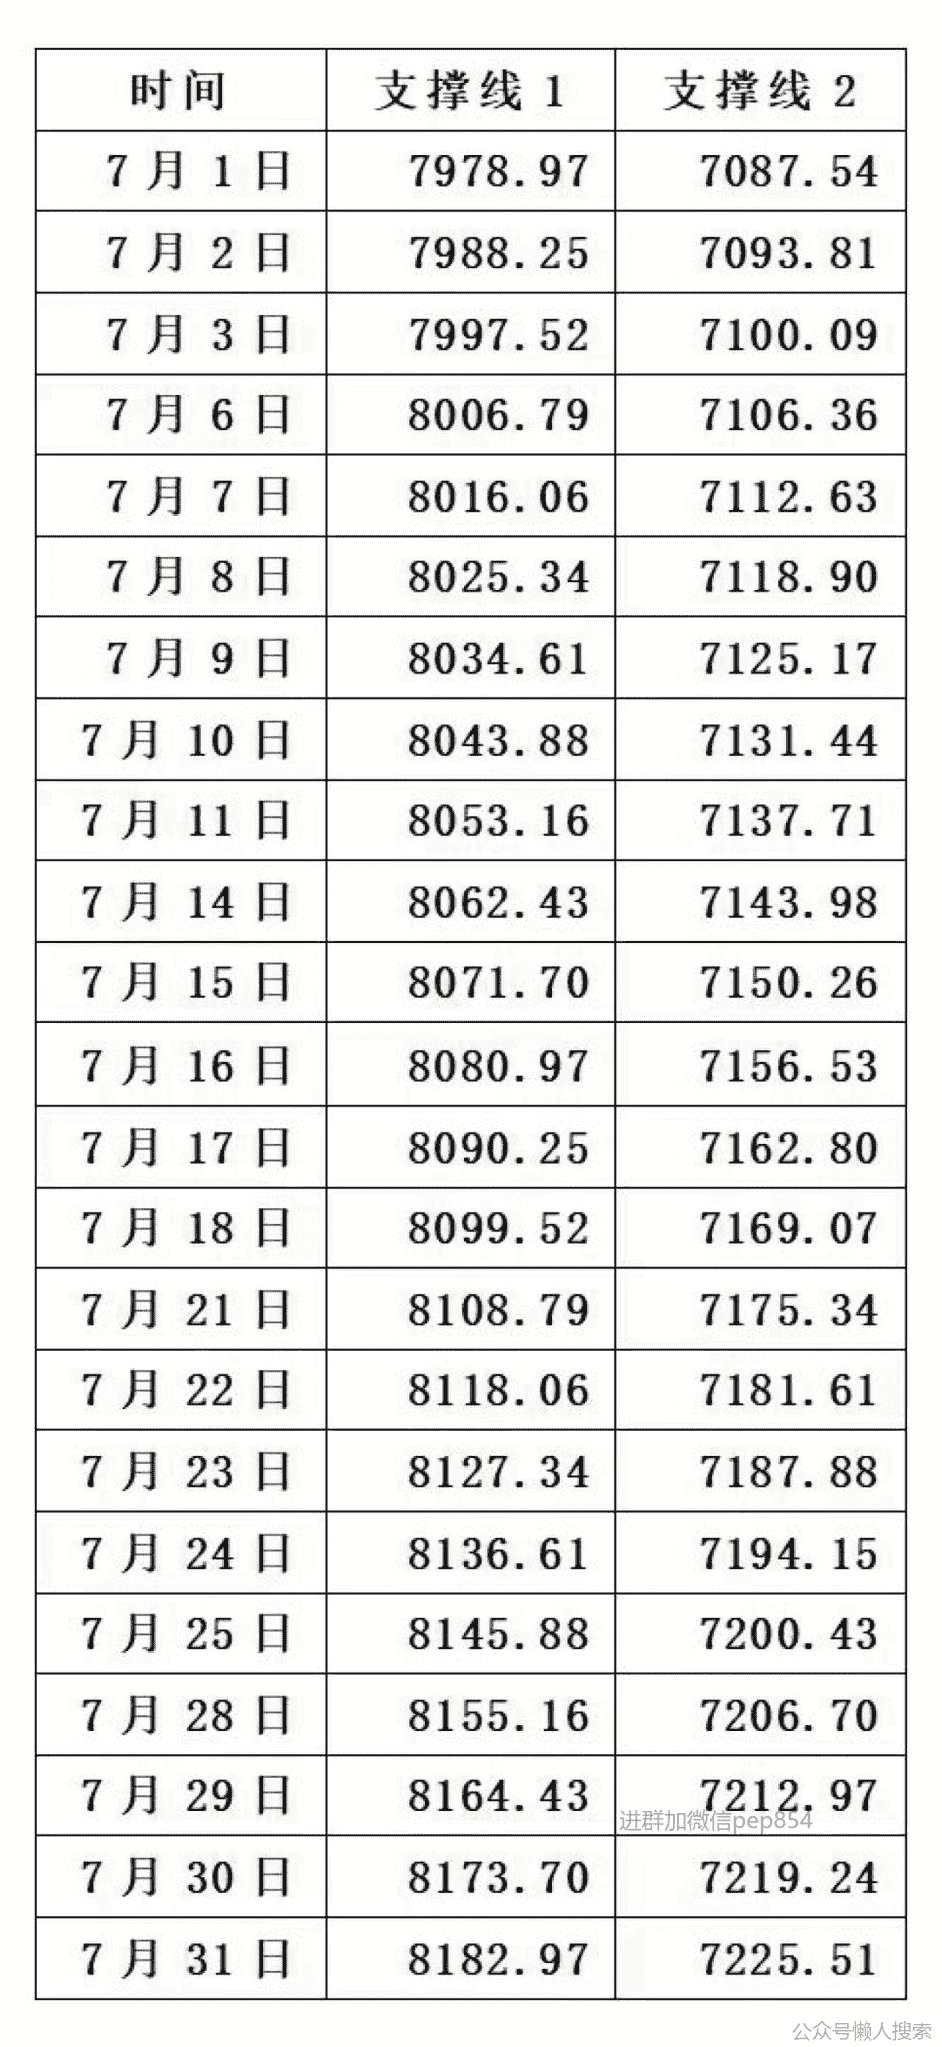 时间 支撑线1 支撑线2
7月1日 7978.97 7087.54
7月2日 7988.25 7093.81
7月3日 7997.52 7100.09
7月6日 8006.79 7106.36
7月7日 8016.06 7112.63
7月8日 8025.34 7118.90
7月9日 8034.61 7125.17
7月10日 8043.88 7131.44
7月11日 8053.16 7137.71
7月14日 8062.43 7143.98
7月15日 8071.70 7150.26
7月16日 8080.97 7156.53
7月17日 8090.25 7162.80
7月18日 8099.52 7169.07
7月21日 8108.79 7175.34
7月22日 8118.06 7181.61
7月23日 8127.34 7187.88
7月24日 8136.61 7194.15
7月25日 8145.88 7200.43
7月28日 8155.16 7206.70
7月29日 8164.43 7212.97
进群加微信pep854
7月30日 8173.70 7219.24
7月31日 8182.97 7225.51
公众号懒人搜索